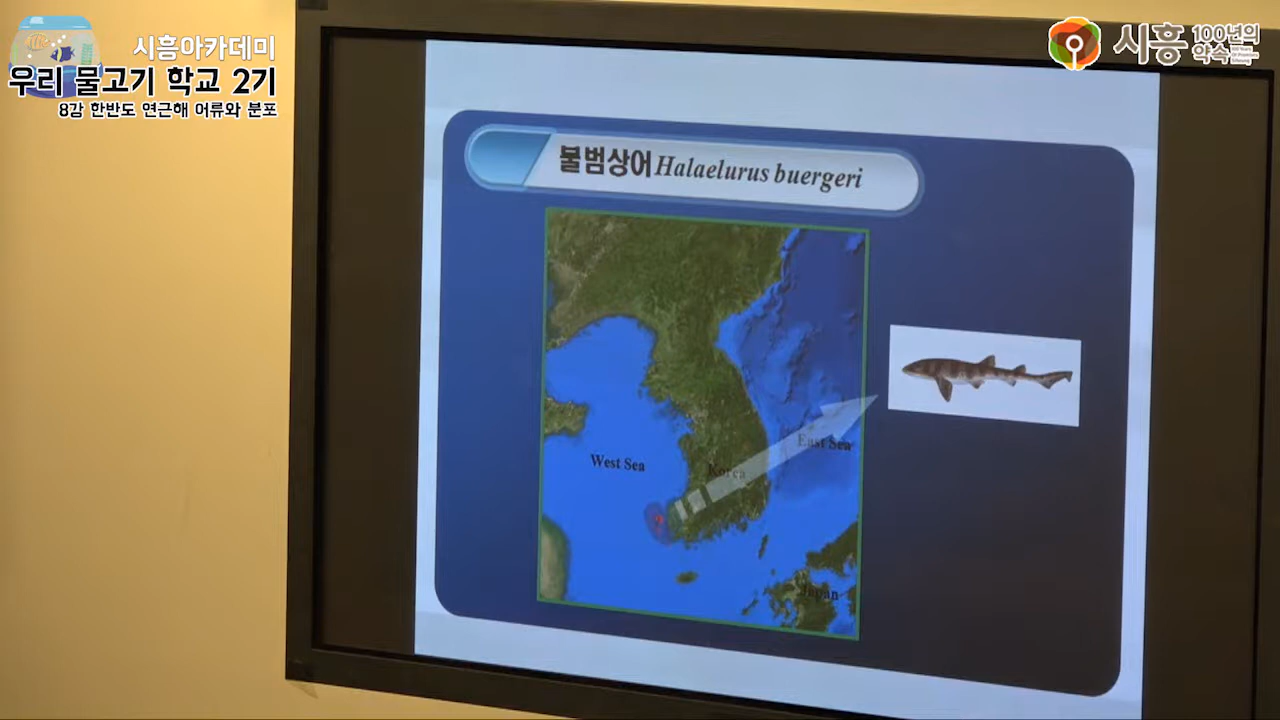 시흥아카데미
우리 물고기 학교 2기
8강 한반도 연근해 어류와 분포
시흥 100년의 약속
불범상어 Halaelurus buergeri
East Sea
West Sea
Korea
Japan